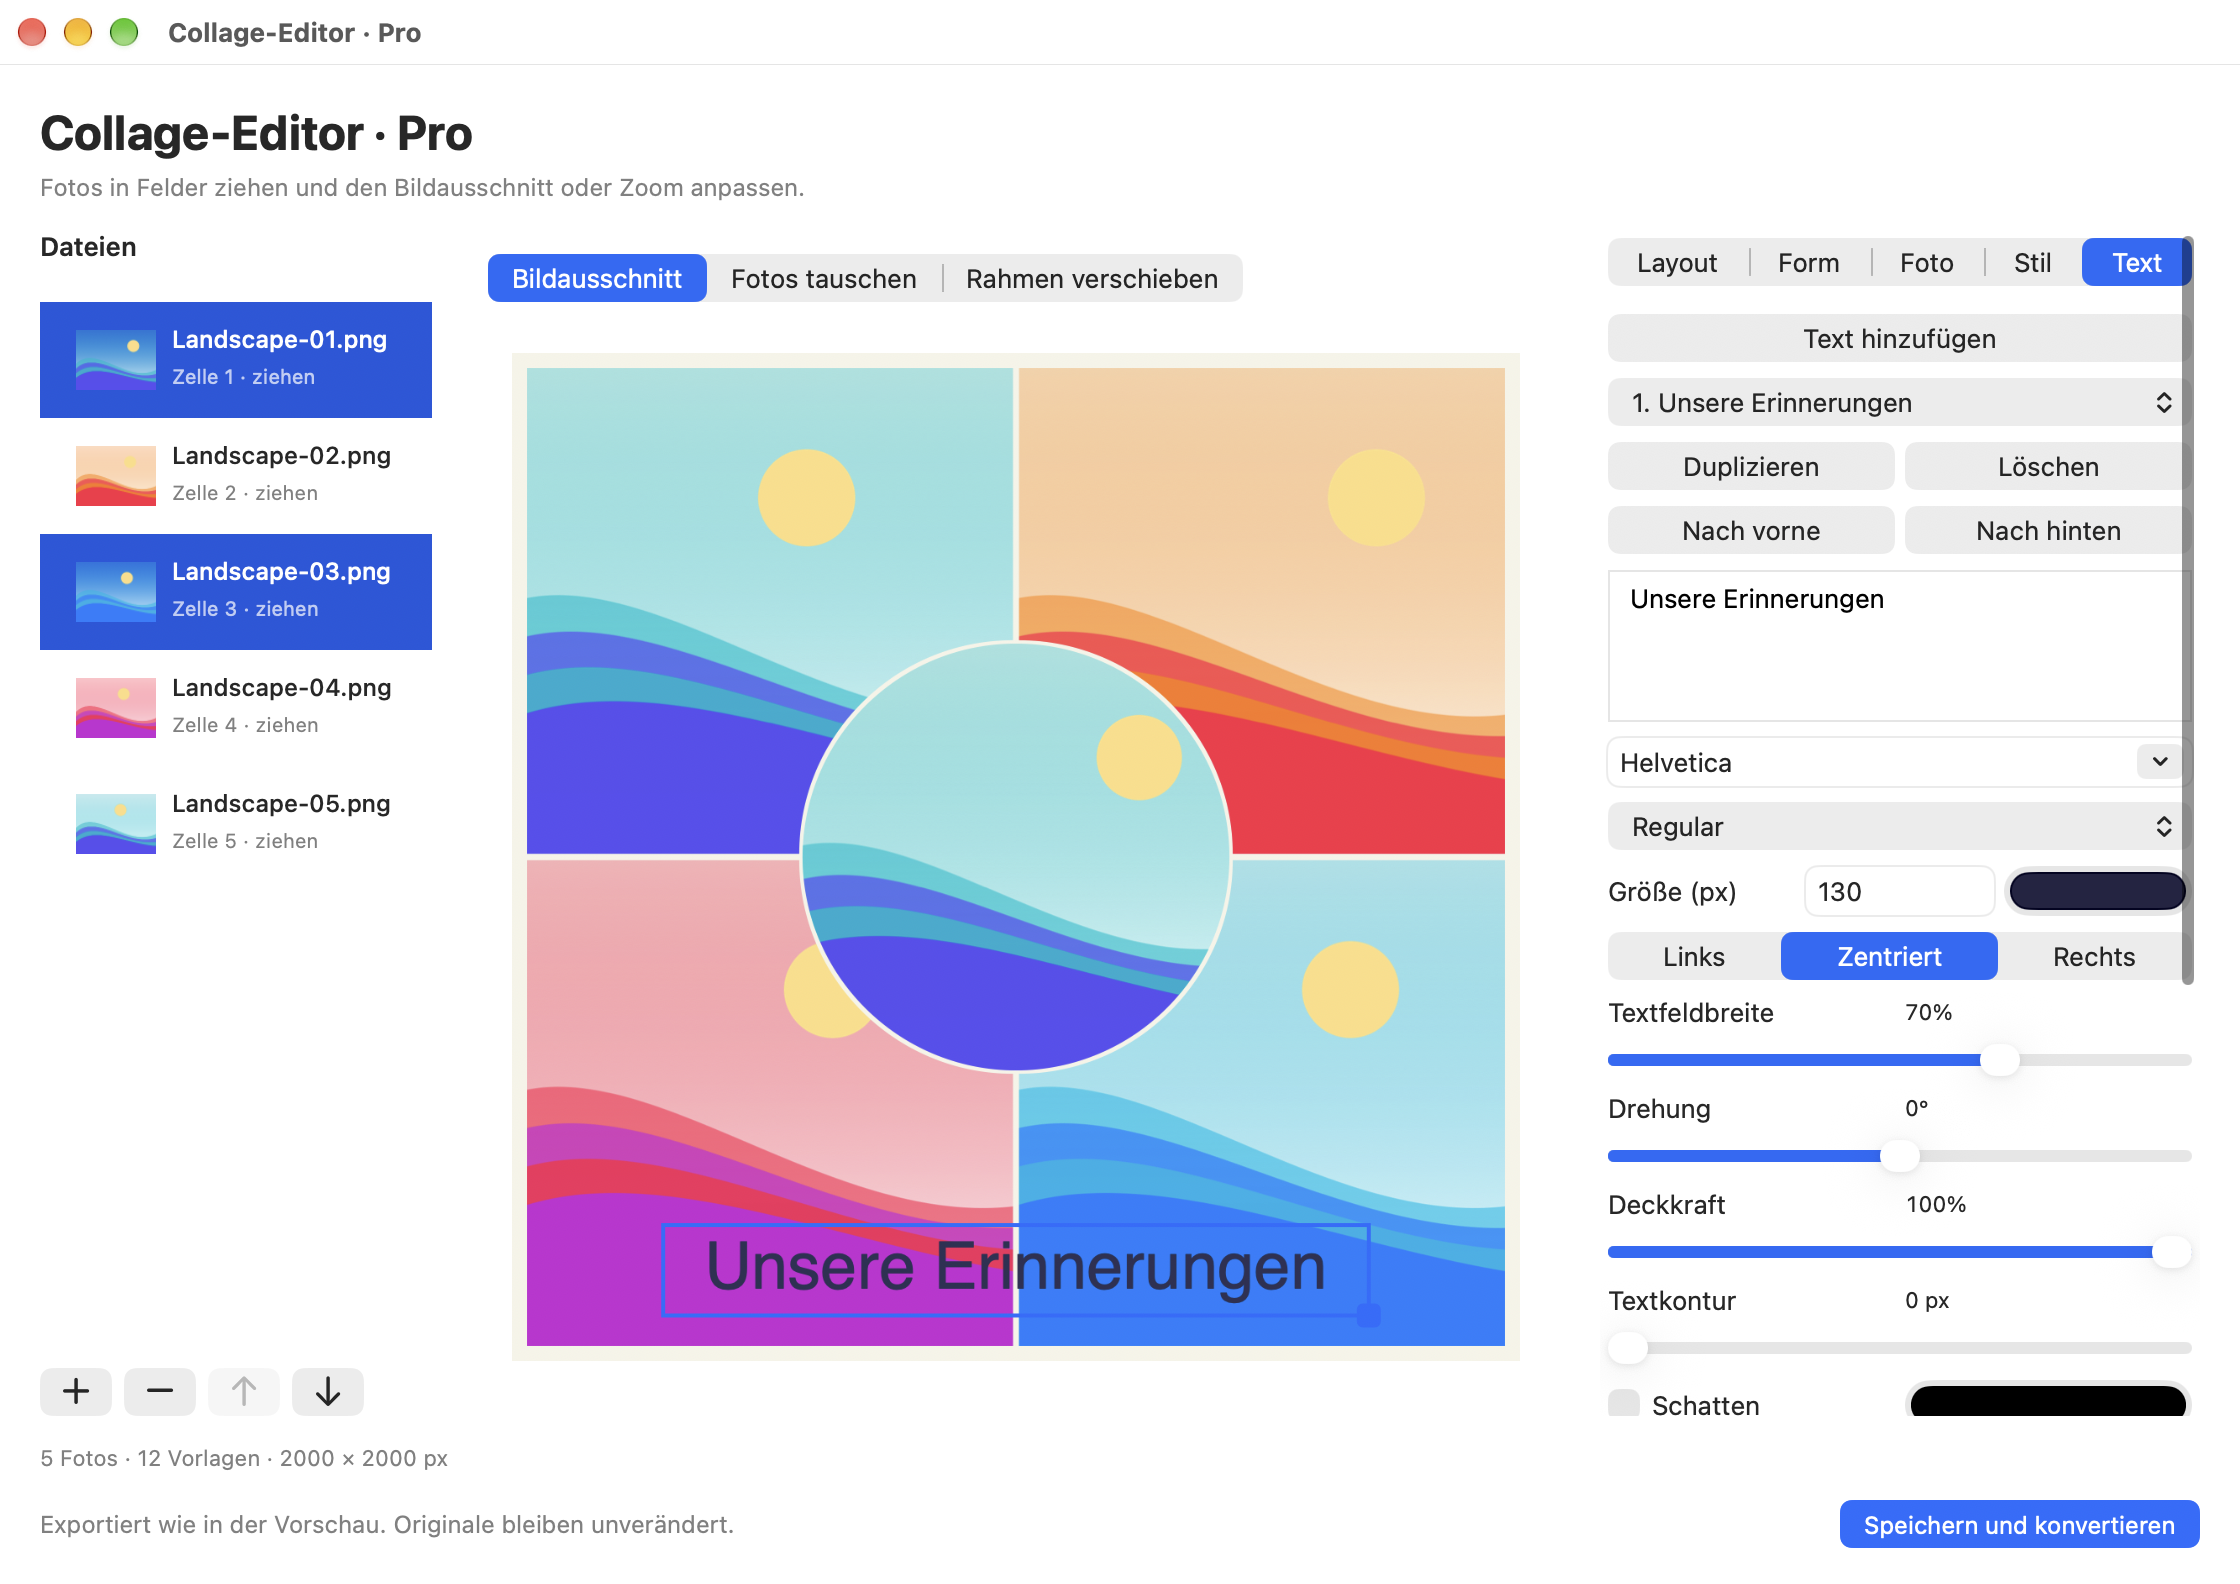 Collage-Editor · Pro
Collage-Editor · Pro
Fotos in Felder ziehen und den Bildausschnitt oder Zoom anpassen.
Dateien
Landscape-01.png
Zelle 1 · ziehen
Landscape-02.png
Zelle 2 · ziehen
Landscape-03.png
Zelle 3 · ziehen
Landscape-04.png
Zelle 4 · ziehen
Landscape-05.png
Zelle 5 · ziehen
5 Fotos · 12 Vorlagen · 2000 × 2000 px
Exportiert wie in der Vorschau. Originale bleiben unverändert.
Bildausschnitt Fotos tauschen Rahmen verschieben
Unsere Erinnerungen
Layout Form Foto Stil Text
Text hinzufügen
1. Unsere Erinnerungen
Duplizieren Löschen
Nach vorne Nach hinten
Unsere Erinnerungen
Helvetica
Regular
Größe (px) 130
Links Zentriert Rechts
Textfeldbreite 70%
Drehung 0°
Deckkraft 100%
Textkontur 0 px
Schatten
Speichern und konvertieren